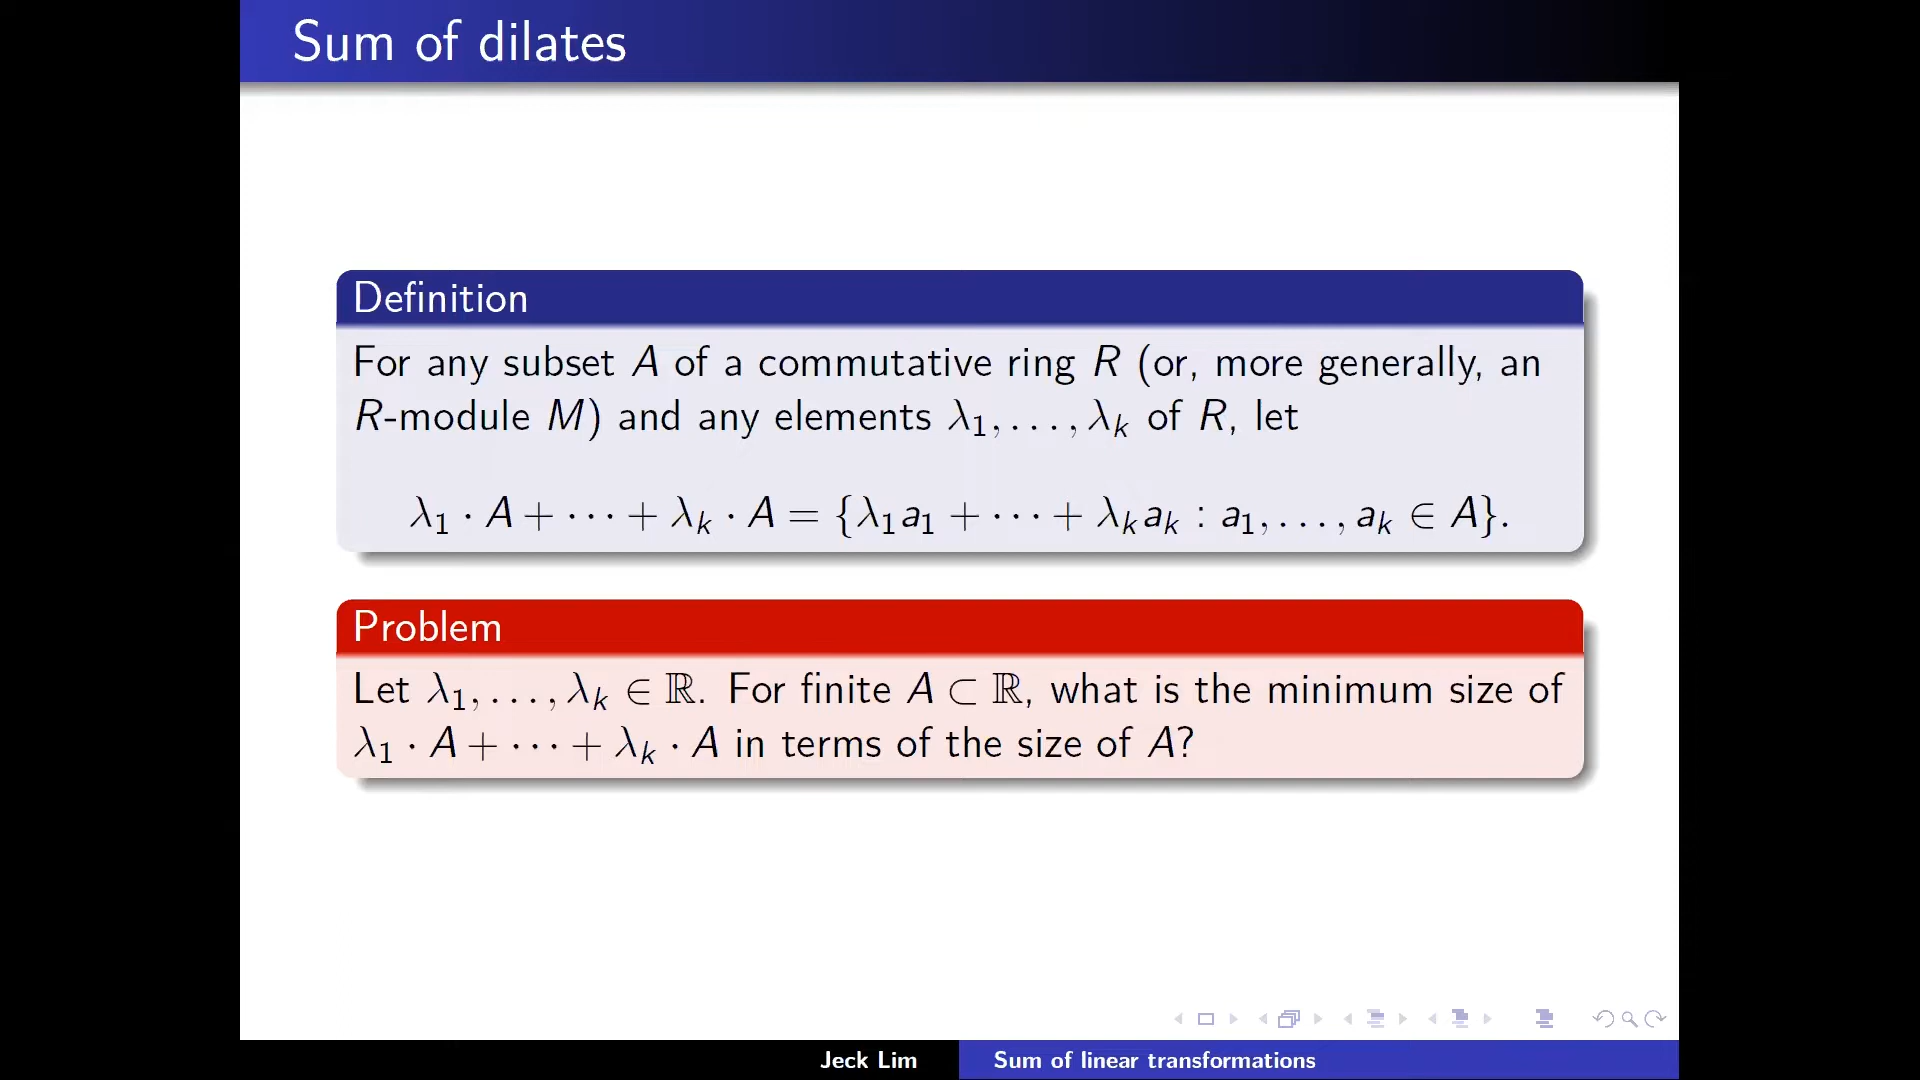 Sum of dilates
Definition
For any subset A of a commutative ring R (or, more generally, an
R-module M) and any elements λ₁, . . . , λₖ of R, let
λ₁ · A + · · · + λₖ · A = {λ₁a₁ + · · · + λₖaₖ : a₁, . . . , aₖ ∈ A}.
Problem
Let λ₁, . . . , λₖ ∈ ℝ. For finite A ⊂ ℝ, what is the minimum size of
λ₁ · A + · · · + λₖ · A in terms of the size of A?
Jeck Lim
Sum of linear transformations